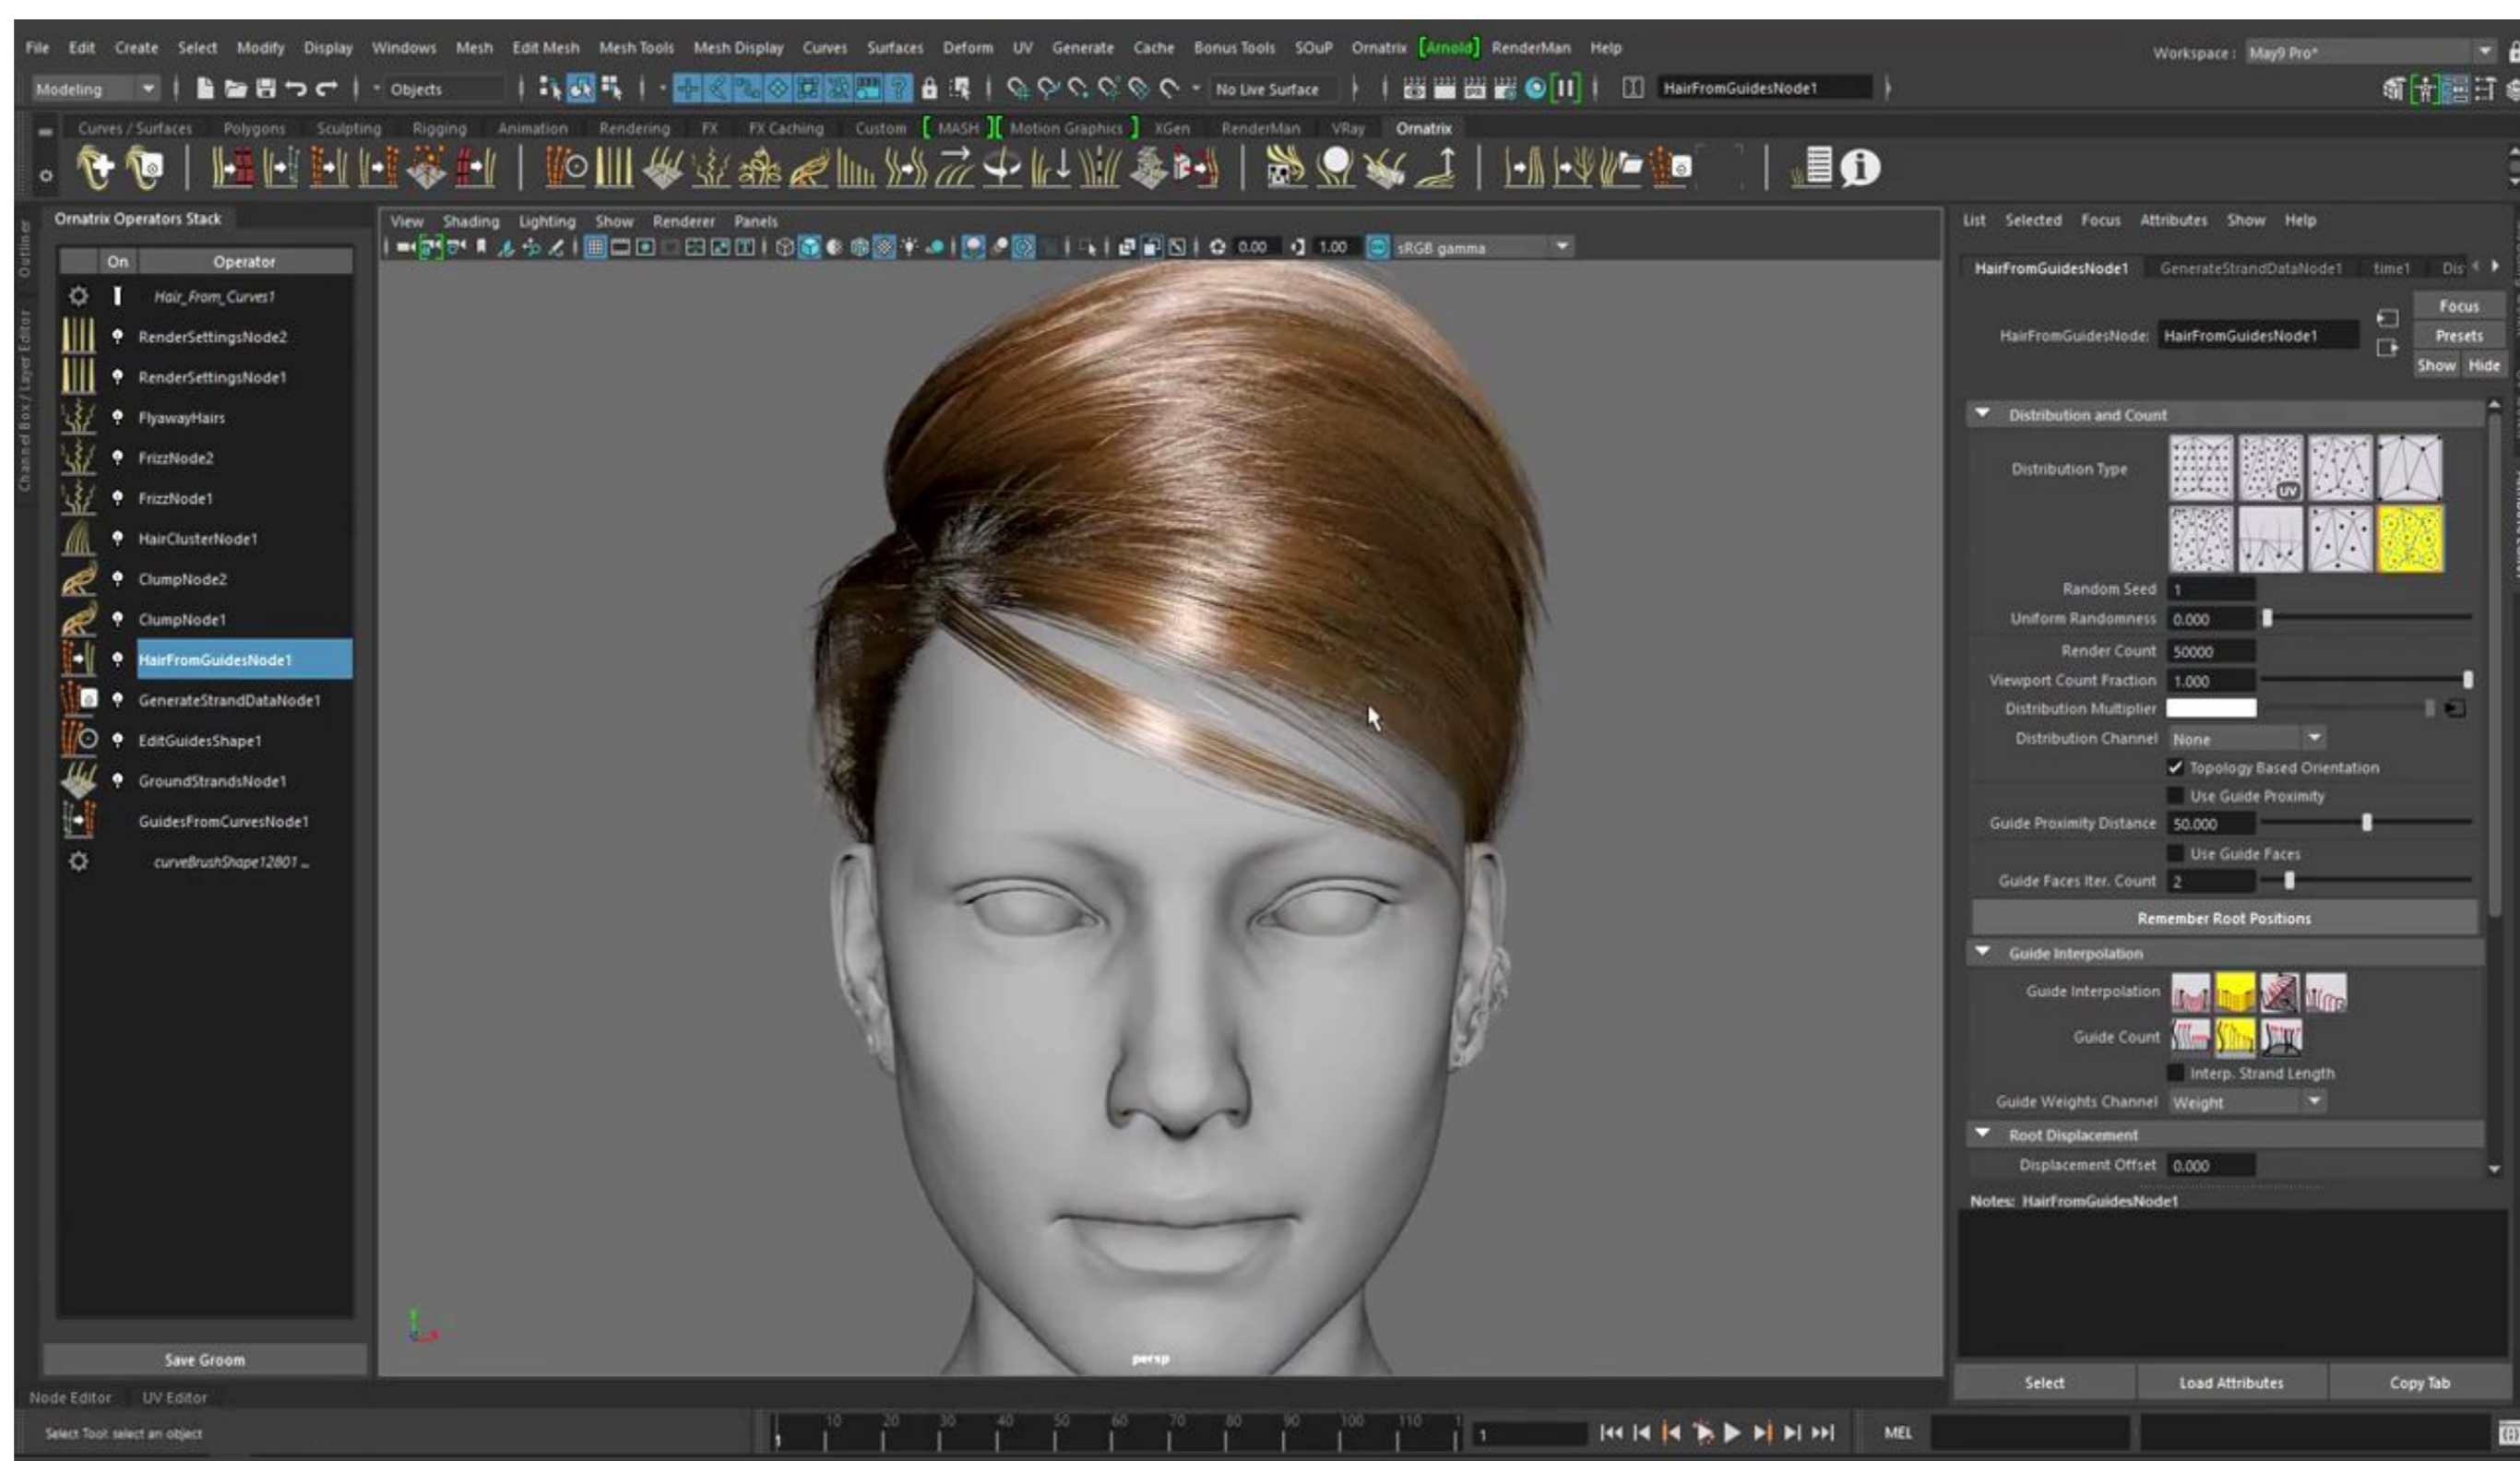 File Edit Create Select Modify Display Windows Mesh Edit Mesh Mesh Tools Mesh Display Curves Surfaces Deform UV Generate Cache Bonus Tools SOuP Ornatrix [Arnold] RenderMan Help
Workspace : May9 Pro*
Modeling Objects No Live Surface HairFromGuidesNode1
Curves / Surfaces Polygons Sculpting Rigging Animation Rendering FX FX Caching Custom [ MASH ][ Motion Graphics ] XGen RenderMan VRay Ornatrix
Outliner
Channel Box / Layer Editor
Ornatrix Operators Stack
On Operator
Hair_From_Curves1
RenderSettingsNode2
RenderSettingsNode1
FlyawayHairs
FrizzNode2
FrizzNode1
HairClusterNode1
ClumpNode2
ClumpNode1
HairFromGuidesNode1
GenerateStrandDataNode1
EditGuidesShape1
GroundStrandsNode1
GuidesFromCurvesNode1
curveBrushShape12801 ...
Save Groom
Node Editor UV Editor
Select Tool: select an object
View Shading Lighting Show Renderer Panels
0.00 1.00 sRGB gamma
persp
List Selected Focus Attributes Show Help
HairFromGuidesNode1 GenerateStrandDataNode1 time1 Dis
Focus
HairFromGuidesNode: HairFromGuidesNode1
Presets
Show Hide
Distribution and Count
Distribution Type
UV
Random Seed 1
Uniform Randomness 0.000
Render Count 50000
Viewport Count Fraction 1.000
Distribution Multiplier
Distribution Channel None
Topology Based Orientation
Use Guide Proximity
Guide Proximity Distance 50.000
Use Guide Faces
Guide Faces Iter. Count 2
Remember Root Positions
Guide Interpolation
Guide Interpolation
Guide Count
Interp. Strand Length
Guide Weights Channel Weight
Root Displacement
Displacement Offset 0.000
Notes: HairFromGuidesNode1
Select Load Attributes Copy Tab
1 10 20 30 40 50 60 70 80 90 100 110 1
1
MEL